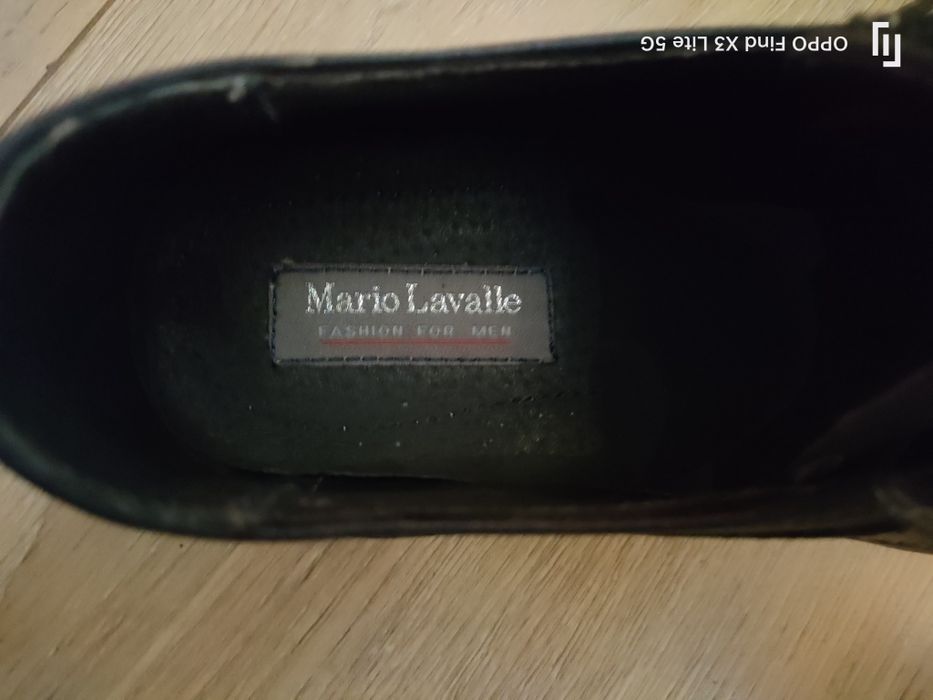 Mario Lavalle
FASHION FOR MEN
OPPO Find X3 Lite 5G